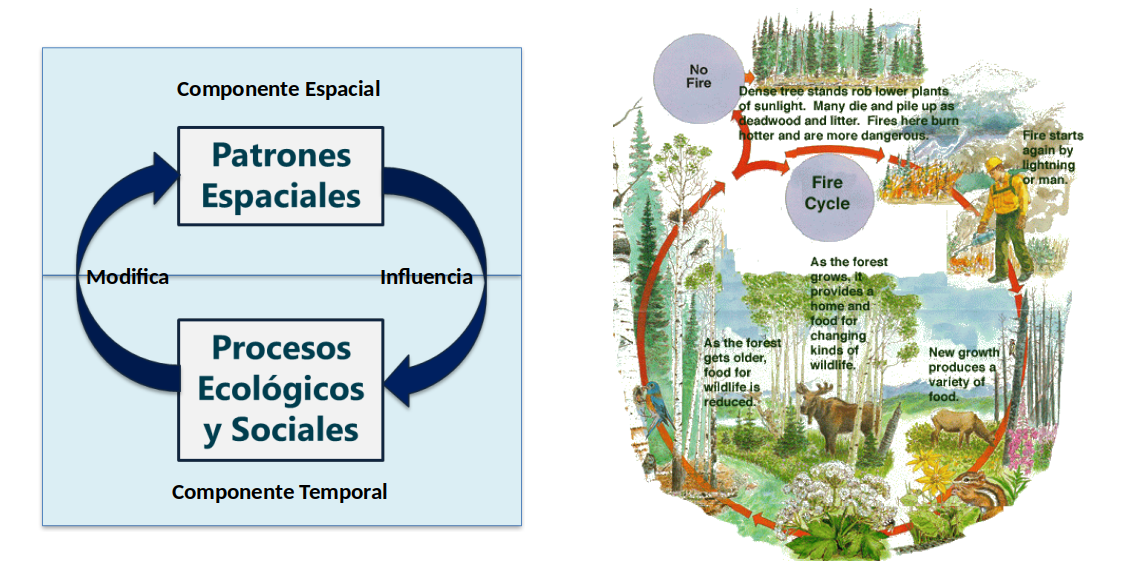 Componente Espacial
Patrones
Espaciales
Modifica
Influencia
Procesos
Ecológicos
y Sociales
Componente Temporal
No
Fire
Dense tree stands rob lower plants
of sunlight. Many die and pile up as
deadwood and litter. Fires here burn
hotter and are more dangerous.
Fire starts
again by
lightning
or man.
Fire
Cycle
As the forest
grows, it
provides a
home and
food for
changing
kinds of
wildlife.
As the forest
gets older,
food for
wildlife is
reduced.
New growth
produces a
variety of
food.